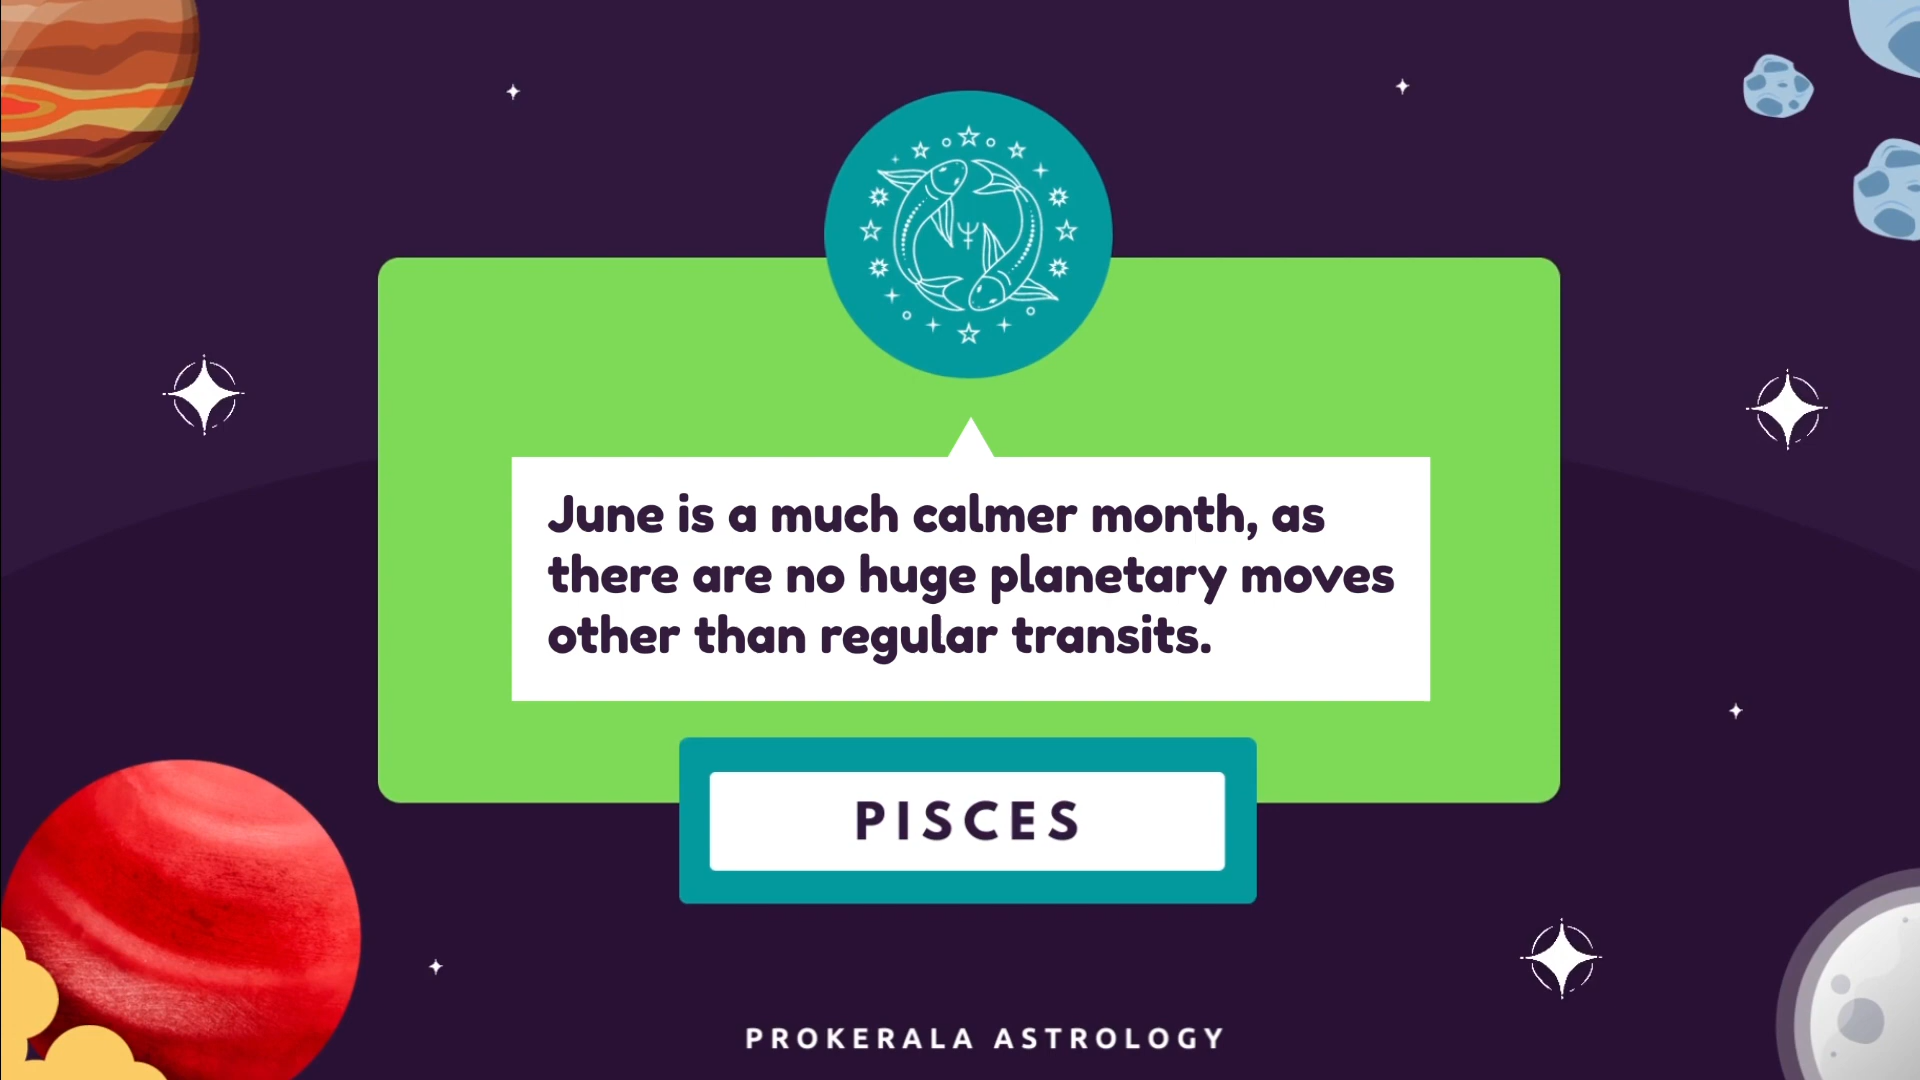 June is a much calmer month, as
there are no huge planetary moves
other than regular transits.
PISCES
PROKERALA ASTROLOGY